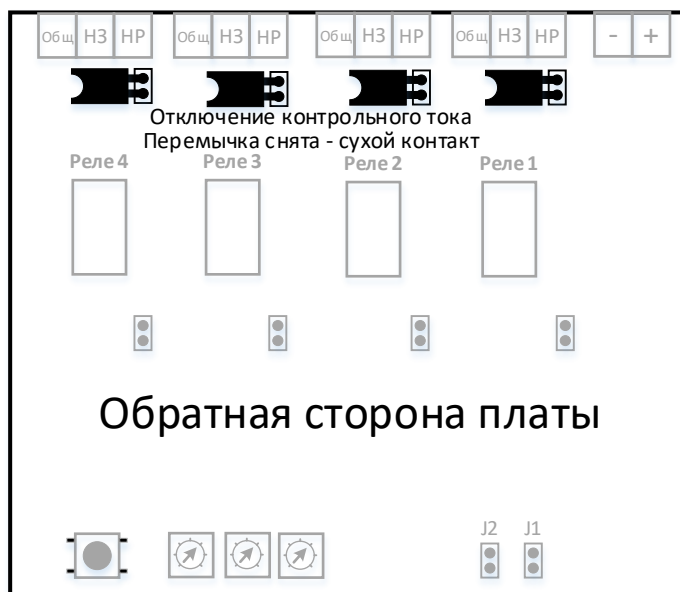 Общ НЗ НР Общ НЗ НР Общ НЗ НР Общ НЗ НР - +
Отключение контрольного тока
Перемычка снята - сухой контакт
Реле 4 Реле 3 Реле 2 Реле 1
Обратная сторона платы
J2 J1